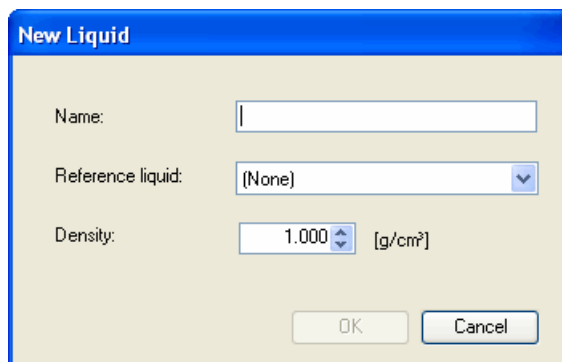 New Liquid
Name:
Reference liquid: (None)
Density: 1.000 [g/cm³]
OK Cancel